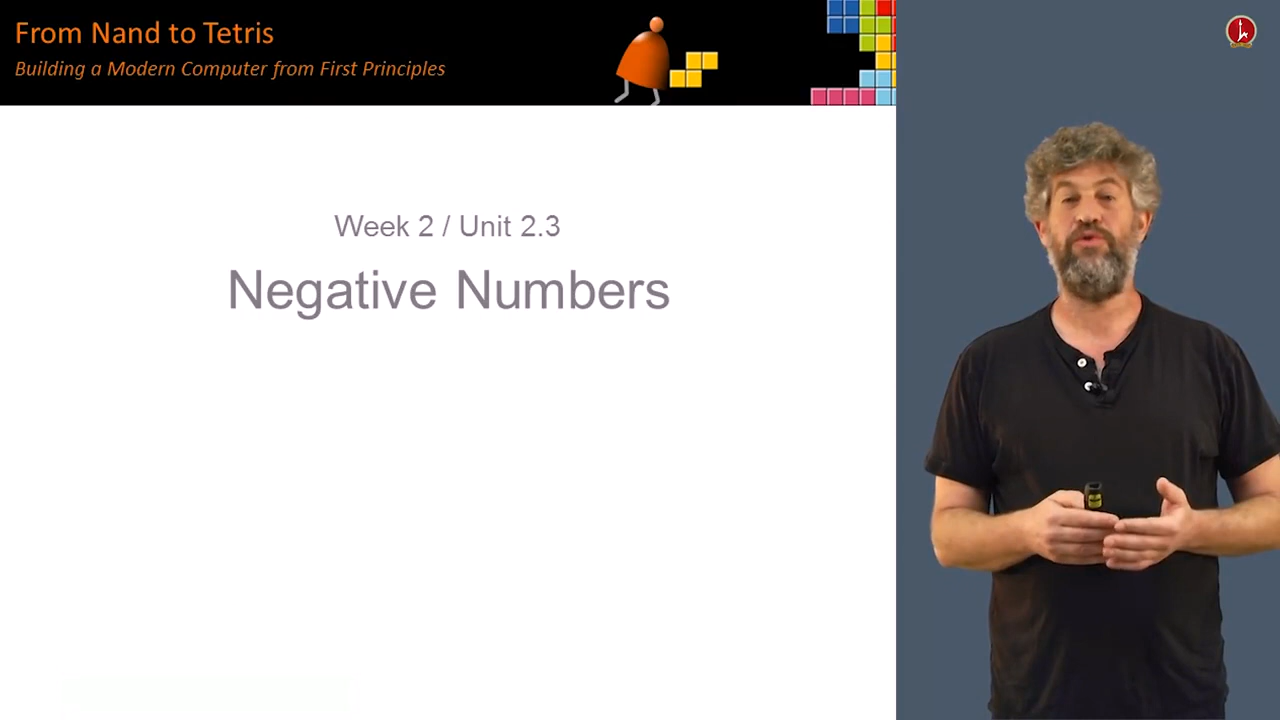 From Nand to Tetris
Building a Modern Computer from First Principles
Week 2 / Unit 2.3
Negative Numbers